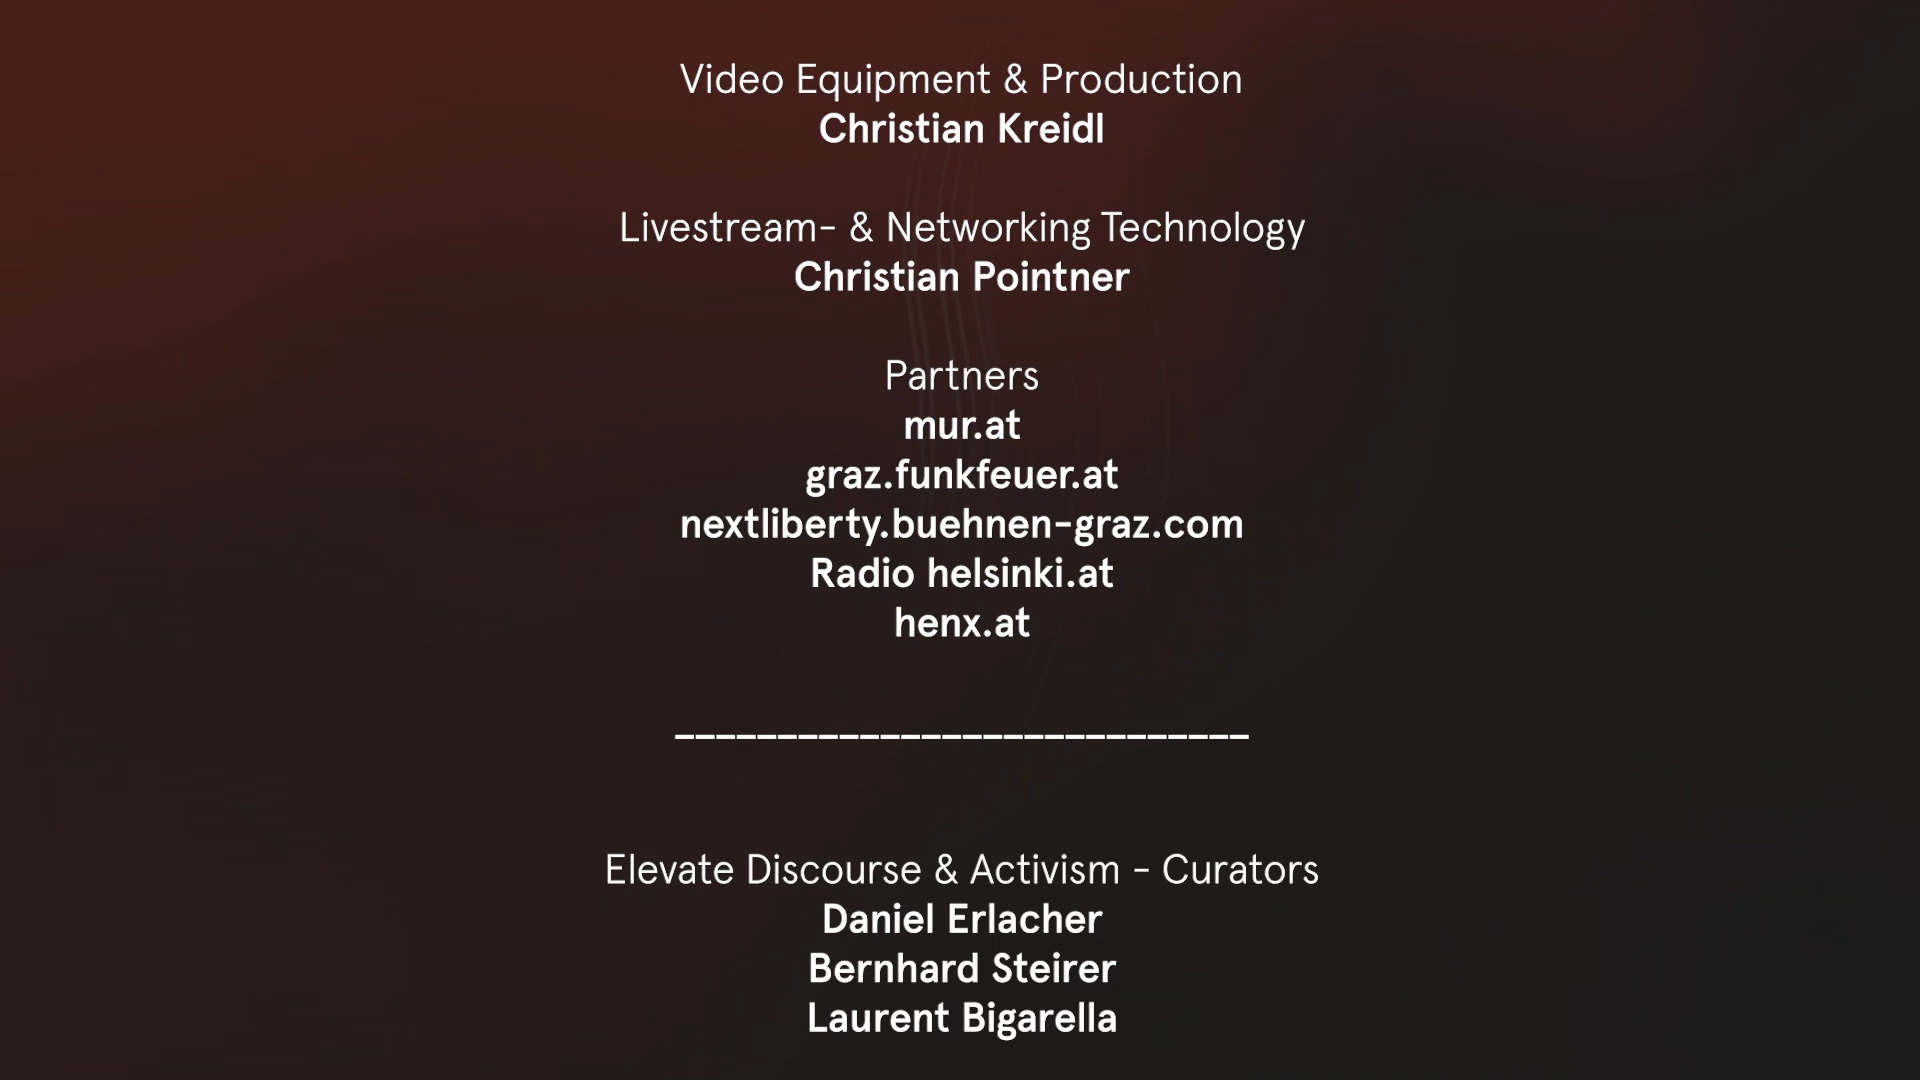 Video Equipment & Production
Christian Kreidl
Livestream- & Networking Technology
Christian Pointner
Partners
mur.at
graz.funkfeuer.at
nextliberty.buehnen-graz.com
Radio helsinki.at
henx.at
____________________________
Elevate Discourse & Activism - Curators
Daniel Erlacher
Bernhard Steirer
Laurent Bigarella